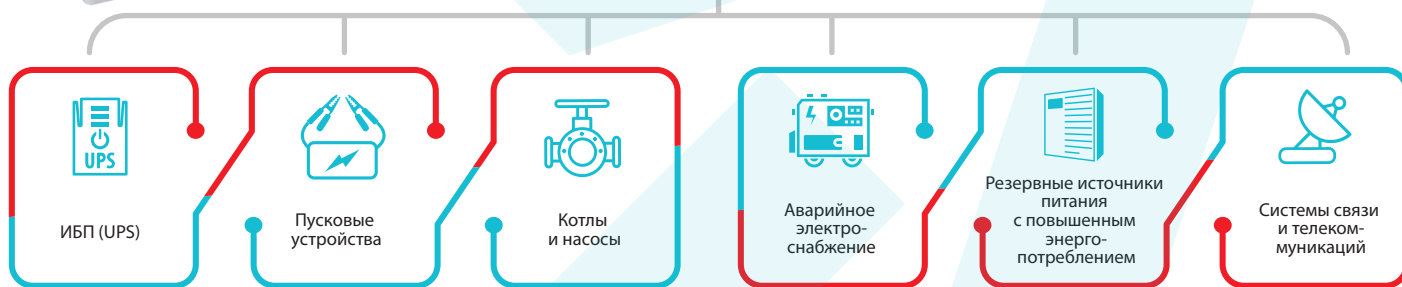 UPS
ИБП (UPS)
Пусковые
устройства
Котлы
и насосы
Аварийное
электро-
снабжение
Резервные источники
питания
с повышенным
энерго-
потреблением
Системы связи
и телеком-
муникаций